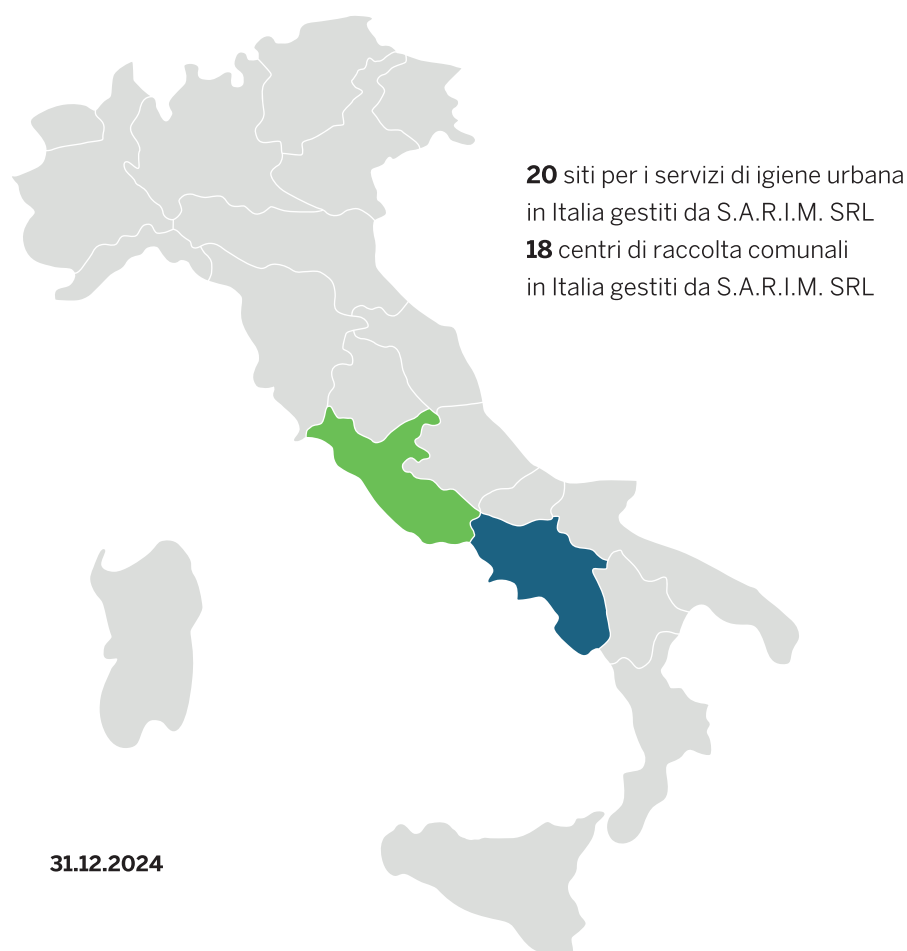 20 siti per i servizi di igiene urbana
in Italia gestiti da S.A.R.I.M. SRL
18 centri di raccolta comunali
in Italia gestiti da S.A.R.I.M. SRL
31.12.2024